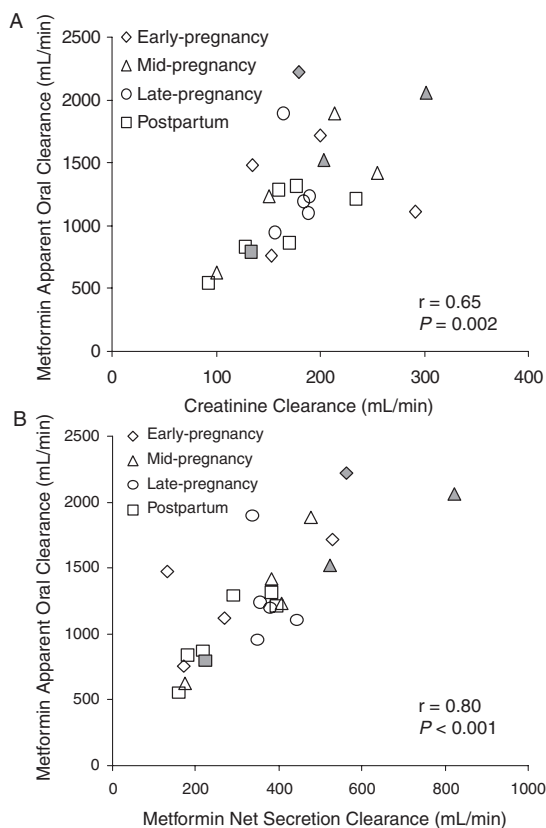 A
Metformin Apparent Oral Clearance (mL/min)
2500
2000
1500
1000
500
0
Early-pregnancy
Mid-pregnancy
Late-pregnancy
Postpartum
r = 0.65
P = 0.002
0 100 200 300 400
Creatinine Clearance (mL/min)
B
Metformin Apparent Oral Clearance (mL/min)
2500
2000
1500
1000
500
0
Early-pregnancy
Mid-pregnancy
Late-pregnancy
Postpartum
r = 0.80
P < 0.001
0 200 400 600 800 1000
Metformin Net Secretion Clearance (mL/min)